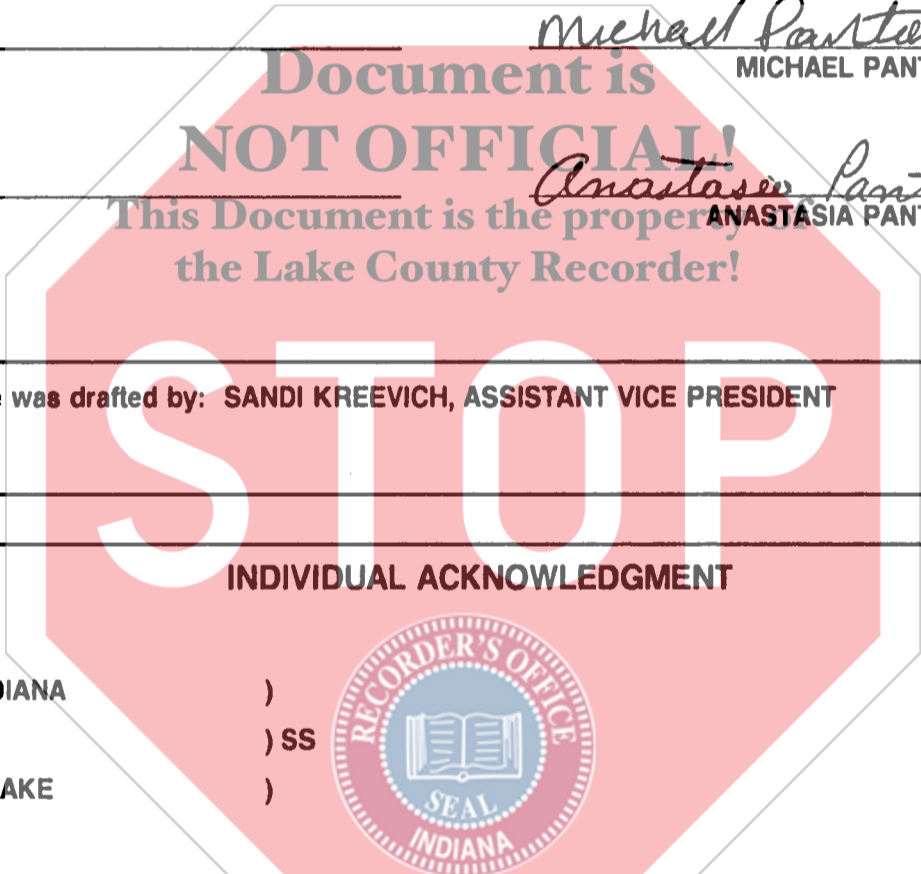 Michael
MICHAEL PANT
Document is
NOT OFFICIAL!
Anastasia Pant
ANASTASIA PANT
This Document is the property of
the Lake County Recorder!
STOP
was drafted by: SANDI KREEVICH, ASSISTANT VICE PRESIDENT
INDIVIDUAL ACKNOWLEDGMENT
DIANA )
) SS
AKE )
RECORDER'S OFFICE
SEAL
INDIANA